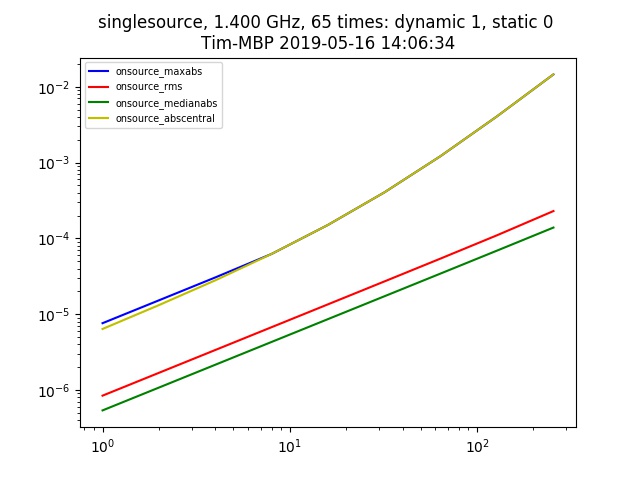 singlesource, 1.400 GHz, 65 times: dynamic 1, static 0
Tim-MBP 2019-05-16 14:06:34
onsource_maxabs
onsource_rms
onsource_medianabs
onsource_abscentral
10⁻²
10⁻³
10⁻⁴
10⁻⁵
10⁻⁶
10⁰ 10¹ 10²